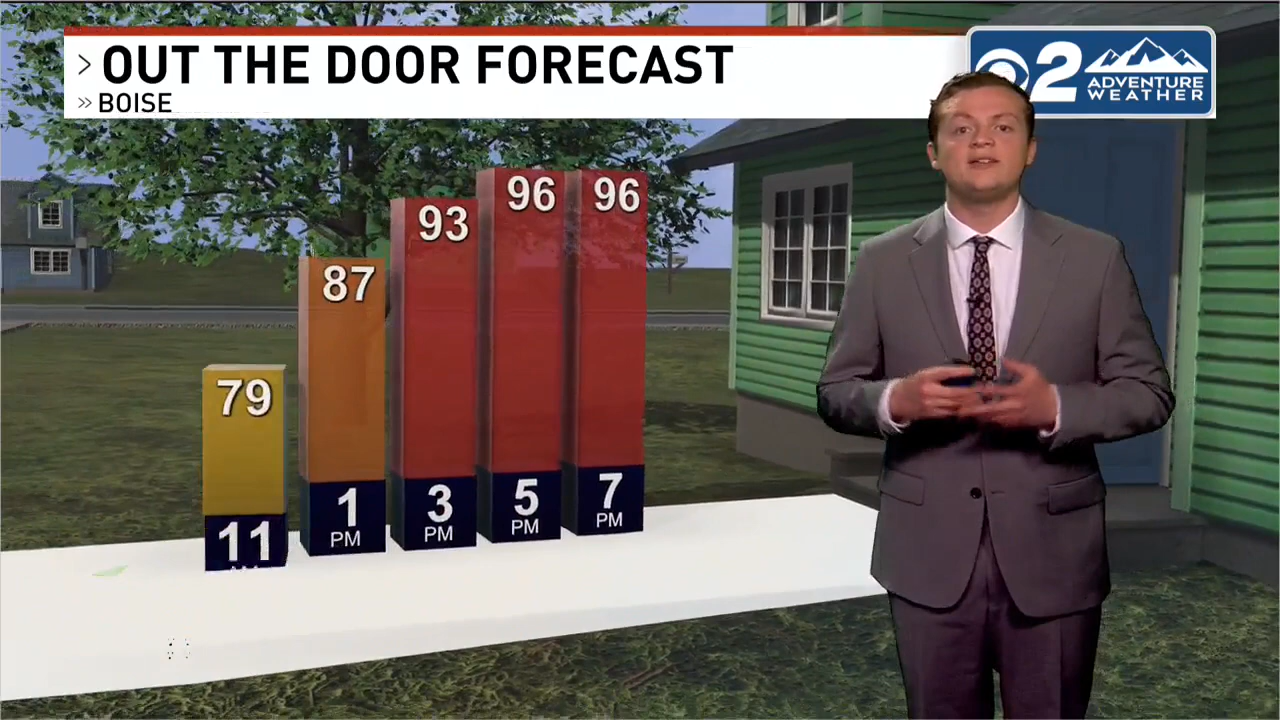 > OUT THE DOOR FORECAST
» BOISE
2 ADVENTURE
WEATHER
79
87
93
96
96
11
1
PM
3
PM
5
PM
7
PM